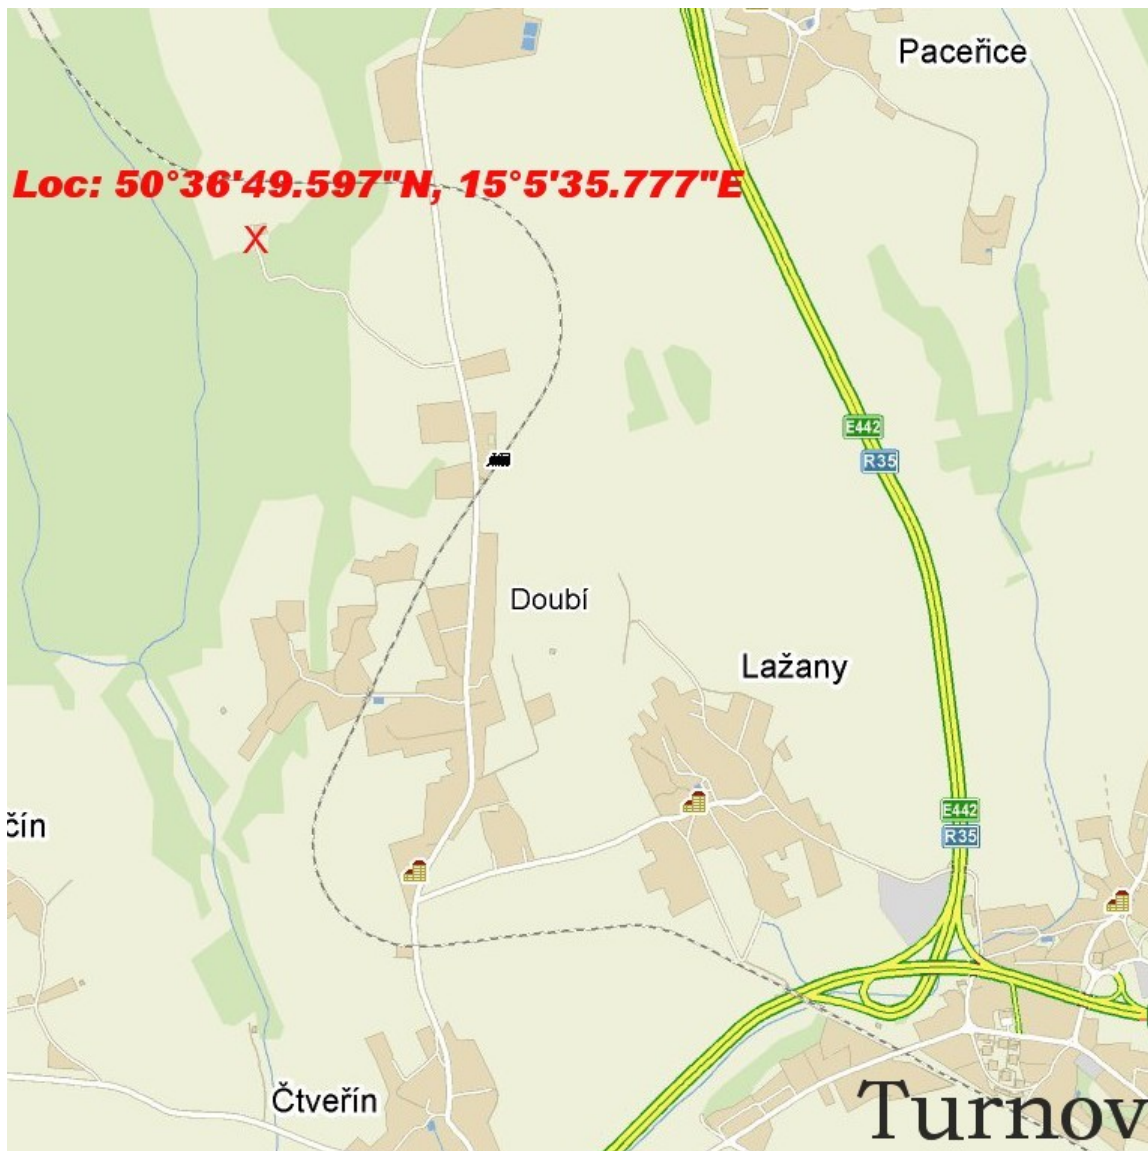 Paceřice
Loc: 50°36'49.597"N, 15°5'35.777"E
X
E442
R35
Doubí
Lažany
E442
R35
čín
Čtveřín
Turnov